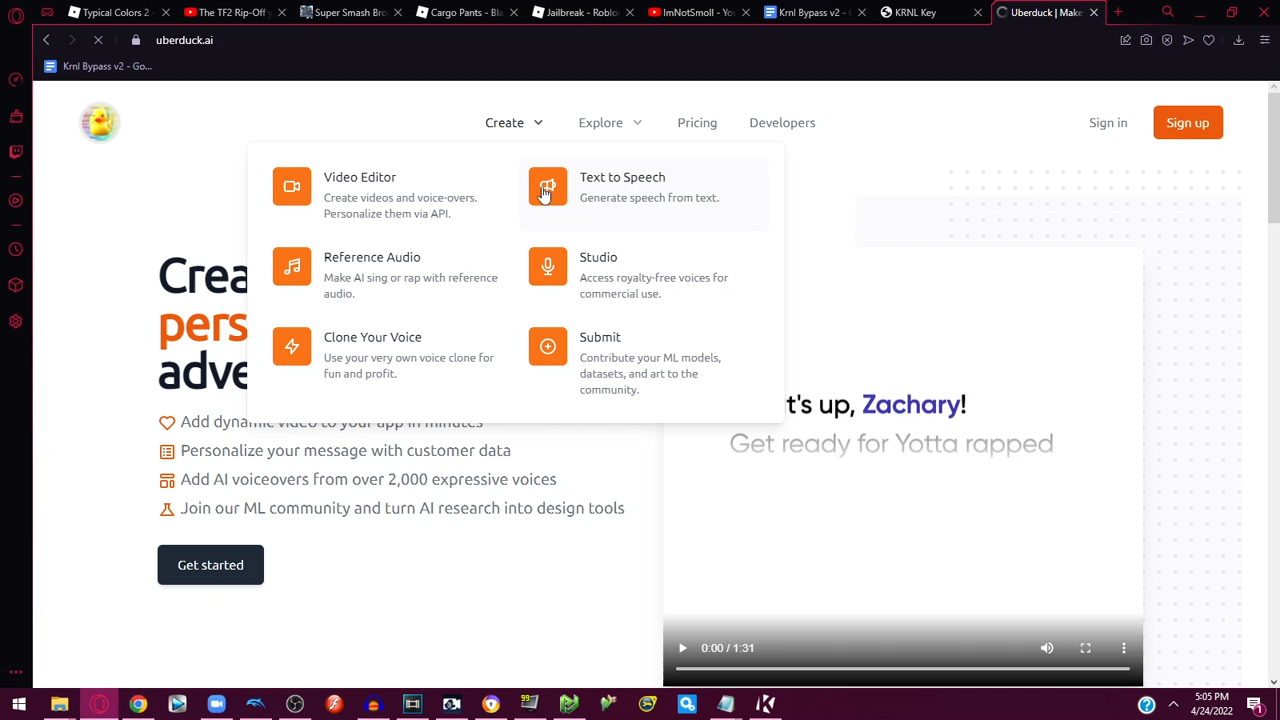 Typical Colors 2 -
The TF2 Rip-Off y
Super Smash Bro
Cargo Pants - Bla
Jailbreak - Roblo
ImNotSmoll - Yo
Krnl Bypass v2 - G
KRNL Key
Uberduck | Make
uberduck.ai
Krnl Bypass v2 - Go...
Create
Explore
Pricing
Developers
Sign in
Sign up
Video Editor
Create videos and voice-overs.
Personalize them via API.
Text to Speech
Generate speech from text.
Reference Audio
Make AI sing or rap with reference
audio.
Studio
Access royalty-free voices for
commercial use.
Clone Your Voice
Use your very own voice clone for
fun and profit.
Submit
Contribute your ML models,
datasets, and art to the
community.
Crea
pers
adve
Add dynamic video to your app in minutes
Personalize your message with customer data
Add AI voiceovers from over 2,000 expressive voices
Join our ML community and turn AI research into design tools
Get started
t's up, Zachary!
Get ready for Yotta rapped
0:00 / 1:31
99
5:05 PM
4/24/2022
1